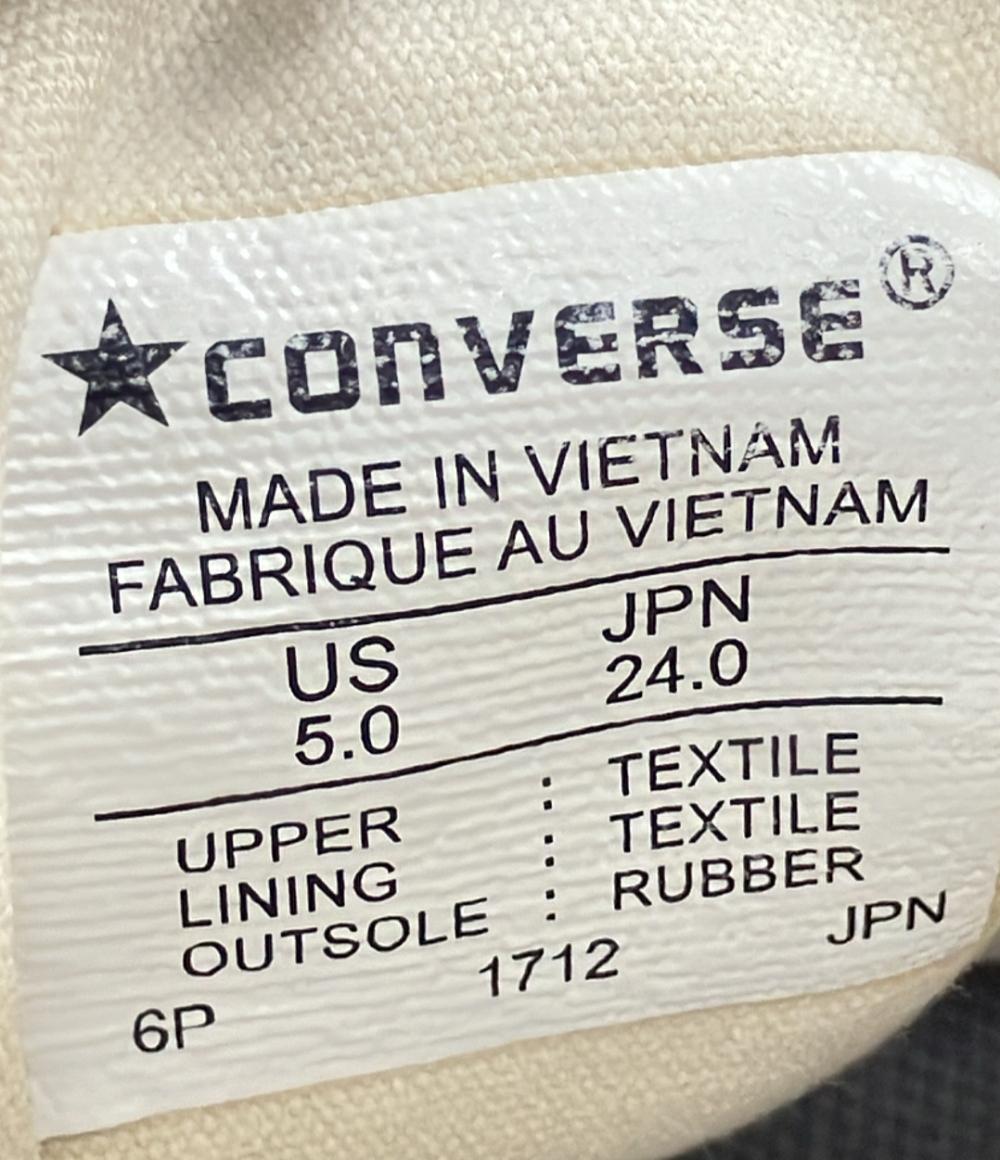 ★CONVERSE®
MADE IN VIETNAM
FABRIQUE AU VIETNAM
US JPN
5.0 24.0
UPPER : TEXTILE
LINING : TEXTILE
OUTSOLE : RUBBER
6P 1712 JPN